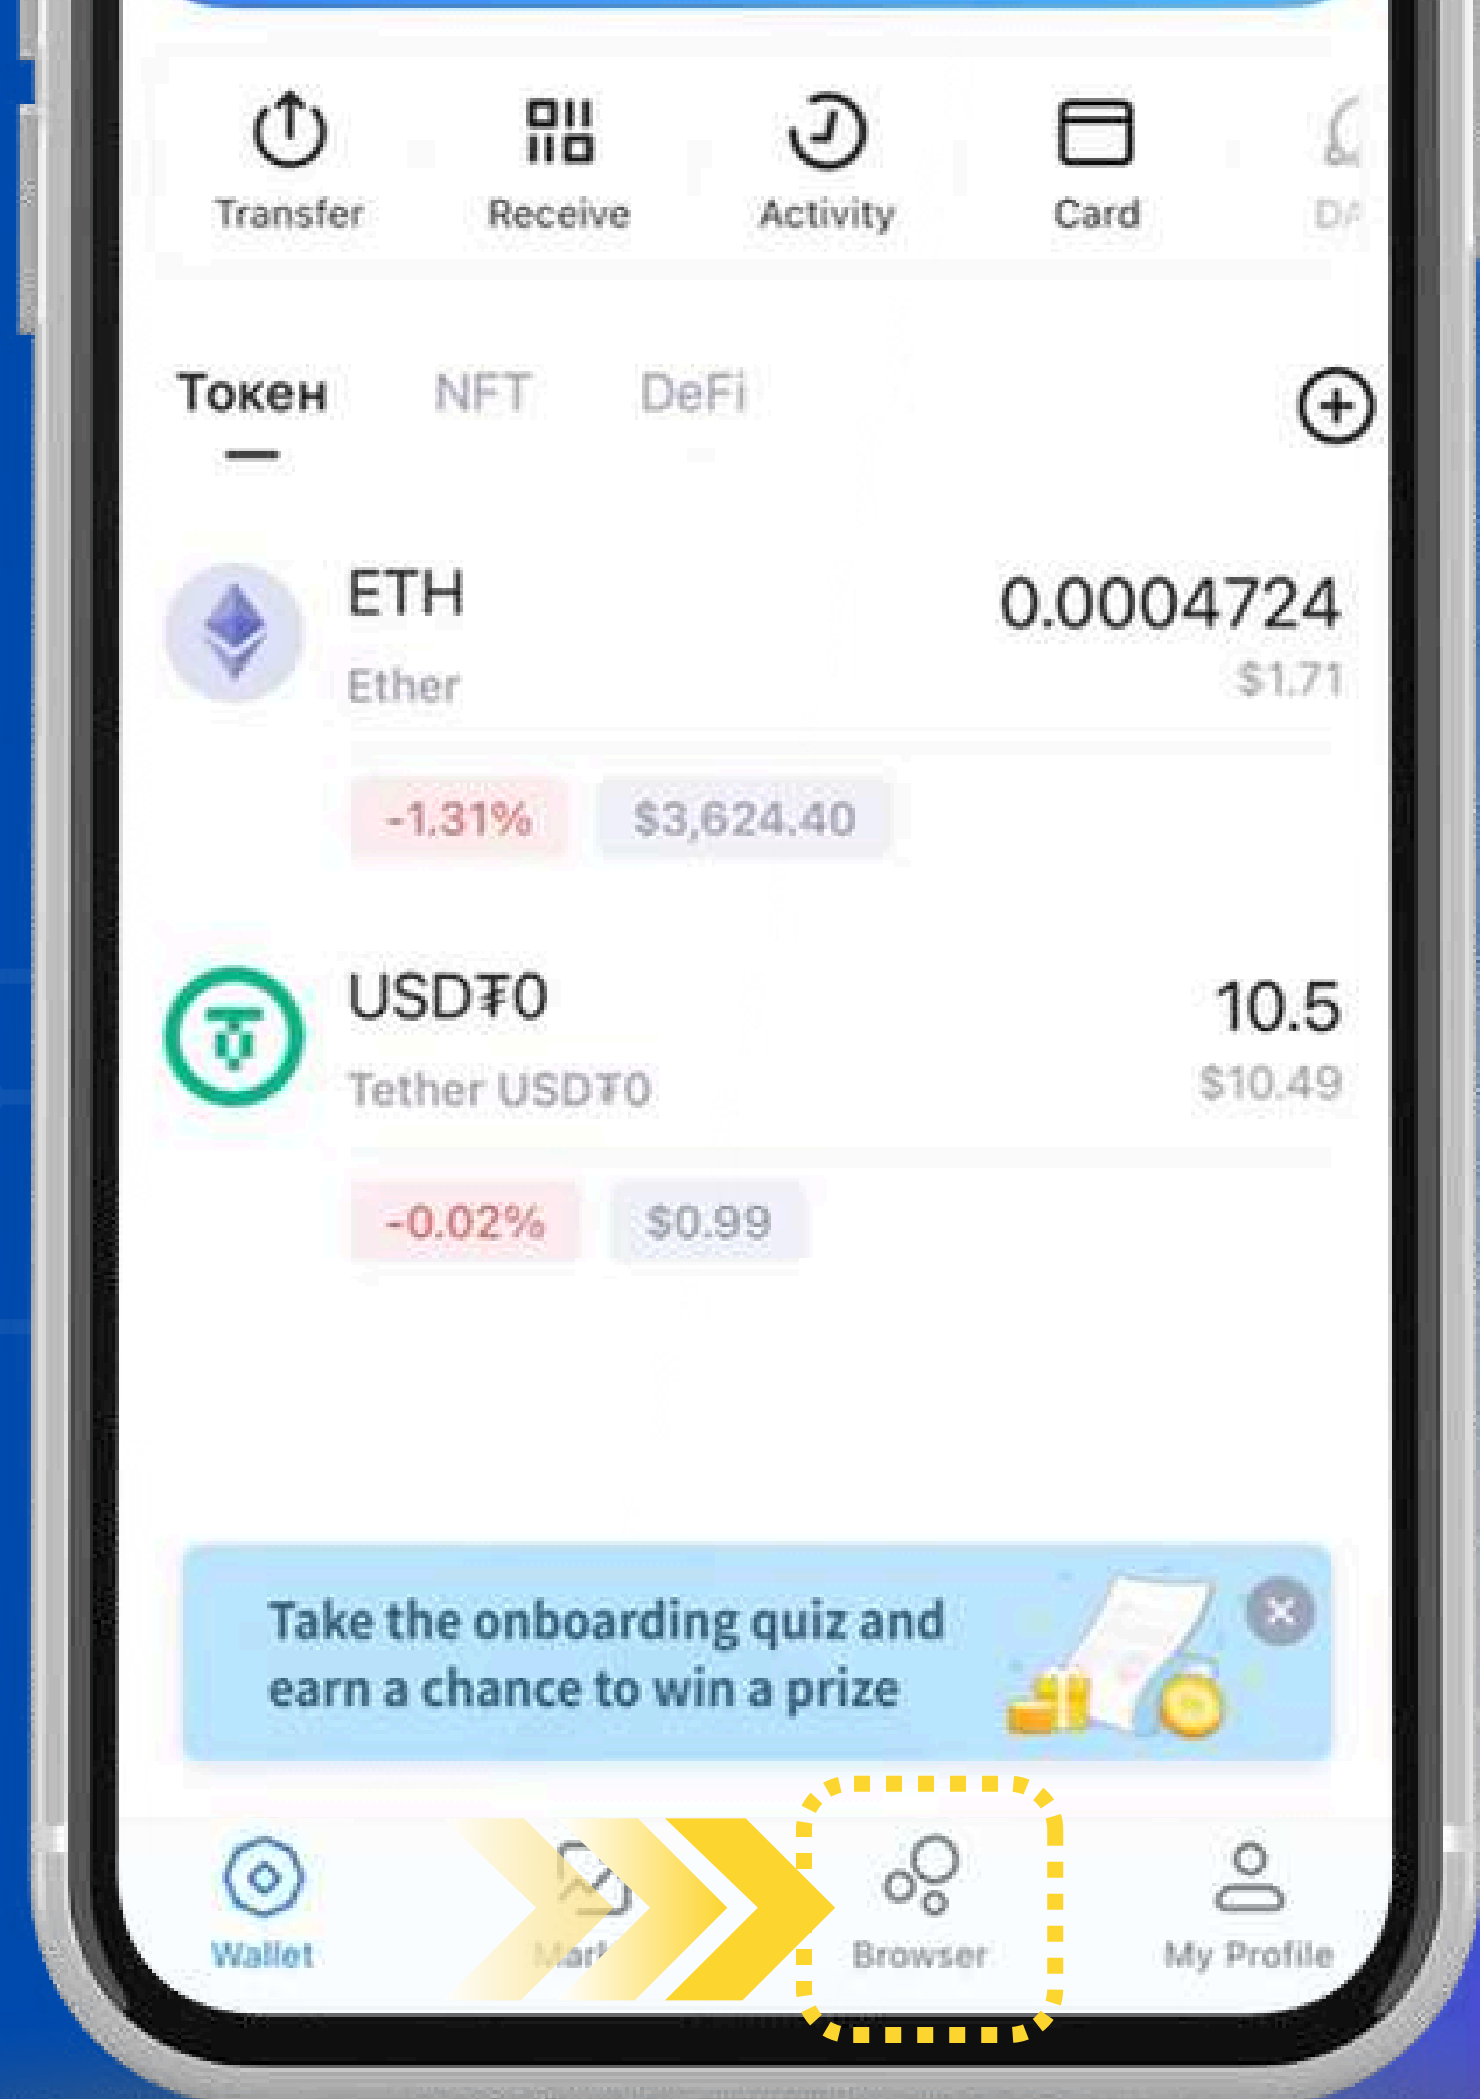 Transfer Receive Activity Card DA
Токен NFT DeFi
ETH 0.0004724
Ether $1.71
-1.31% $3,624.40
USD₮0 10.5
Tether USD₮0 $10.49
-0.02% $0.99
Take the onboarding quiz and
earn a chance to win a prize
Wallet Browser My Profile